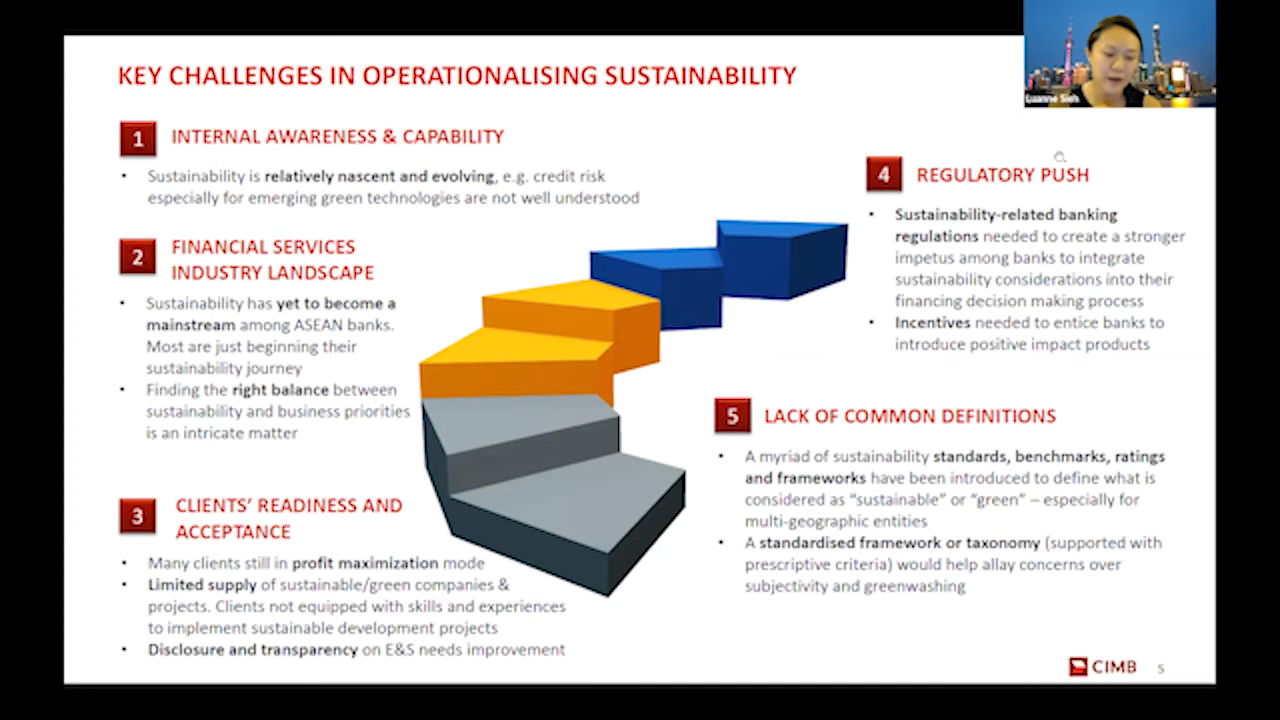 KEY CHALLENGES IN OPERATIONALISING SUSTAINABILITY
Luanne Sieh
1
INTERNAL AWARENESS & CAPABILITY
• Sustainability is relatively nascent and evolving, e.g. credit risk
especially for emerging green technologies are not well understood
2
FINANCIAL SERVICES
INDUSTRY LANDSCAPE
• Sustainability has yet to become a
mainstream among ASEAN banks.
Most are just beginning their
sustainability journey
• Finding the right balance between
sustainability and business priorities
is an intricate matter
3
CLIENTS’ READINESS AND
ACCEPTANCE
• Many clients still in profit maximization mode
• Limited supply of sustainable/green companies &
projects. Clients not equipped with skills and experiences
to implement sustainable development projects
• Disclosure and transparency on E&S needs improvement
4
REGULATORY PUSH
• Sustainability-related banking
regulations needed to create a stronger
impetus among banks to integrate
sustainability considerations into their
financing decision making process
• Incentives needed to entice banks to
introduce positive impact products
5
LACK OF COMMON DEFINITIONS
• A myriad of sustainability standards, benchmarks, ratings
and frameworks have been introduced to define what is
considered as “sustainable” or “green” – especially for
multi-geographic entities
• A standardised framework or taxonomy (supported with
prescriptive criteria) would help allay concerns over
subjectivity and greenwashing
CIMB
5